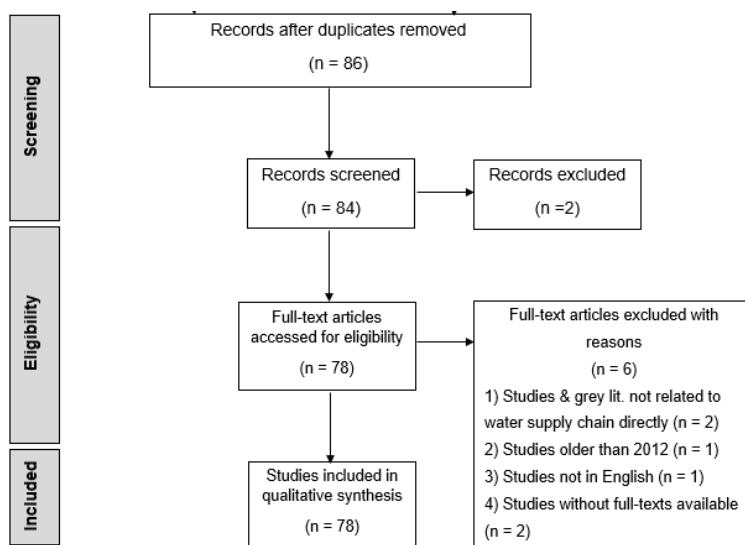 Screening
Records after duplicates removed
(n = 86)
Records screened
(n = 84)
Records excluded
(n =2)
Eligibility
Full-text articles
accessed for eligibility
(n = 78)
Full-text articles excluded with
reasons
(n = 6)
1) Studies & grey lit. not related to
water supply chain directly (n = 2)
2) Studies older than 2012 (n = 1)
3) Studies not in English (n = 1)
4) Studies without full-texts available
(n = 2)
Included
Studies included in
qualitative synthesis
(n = 78)